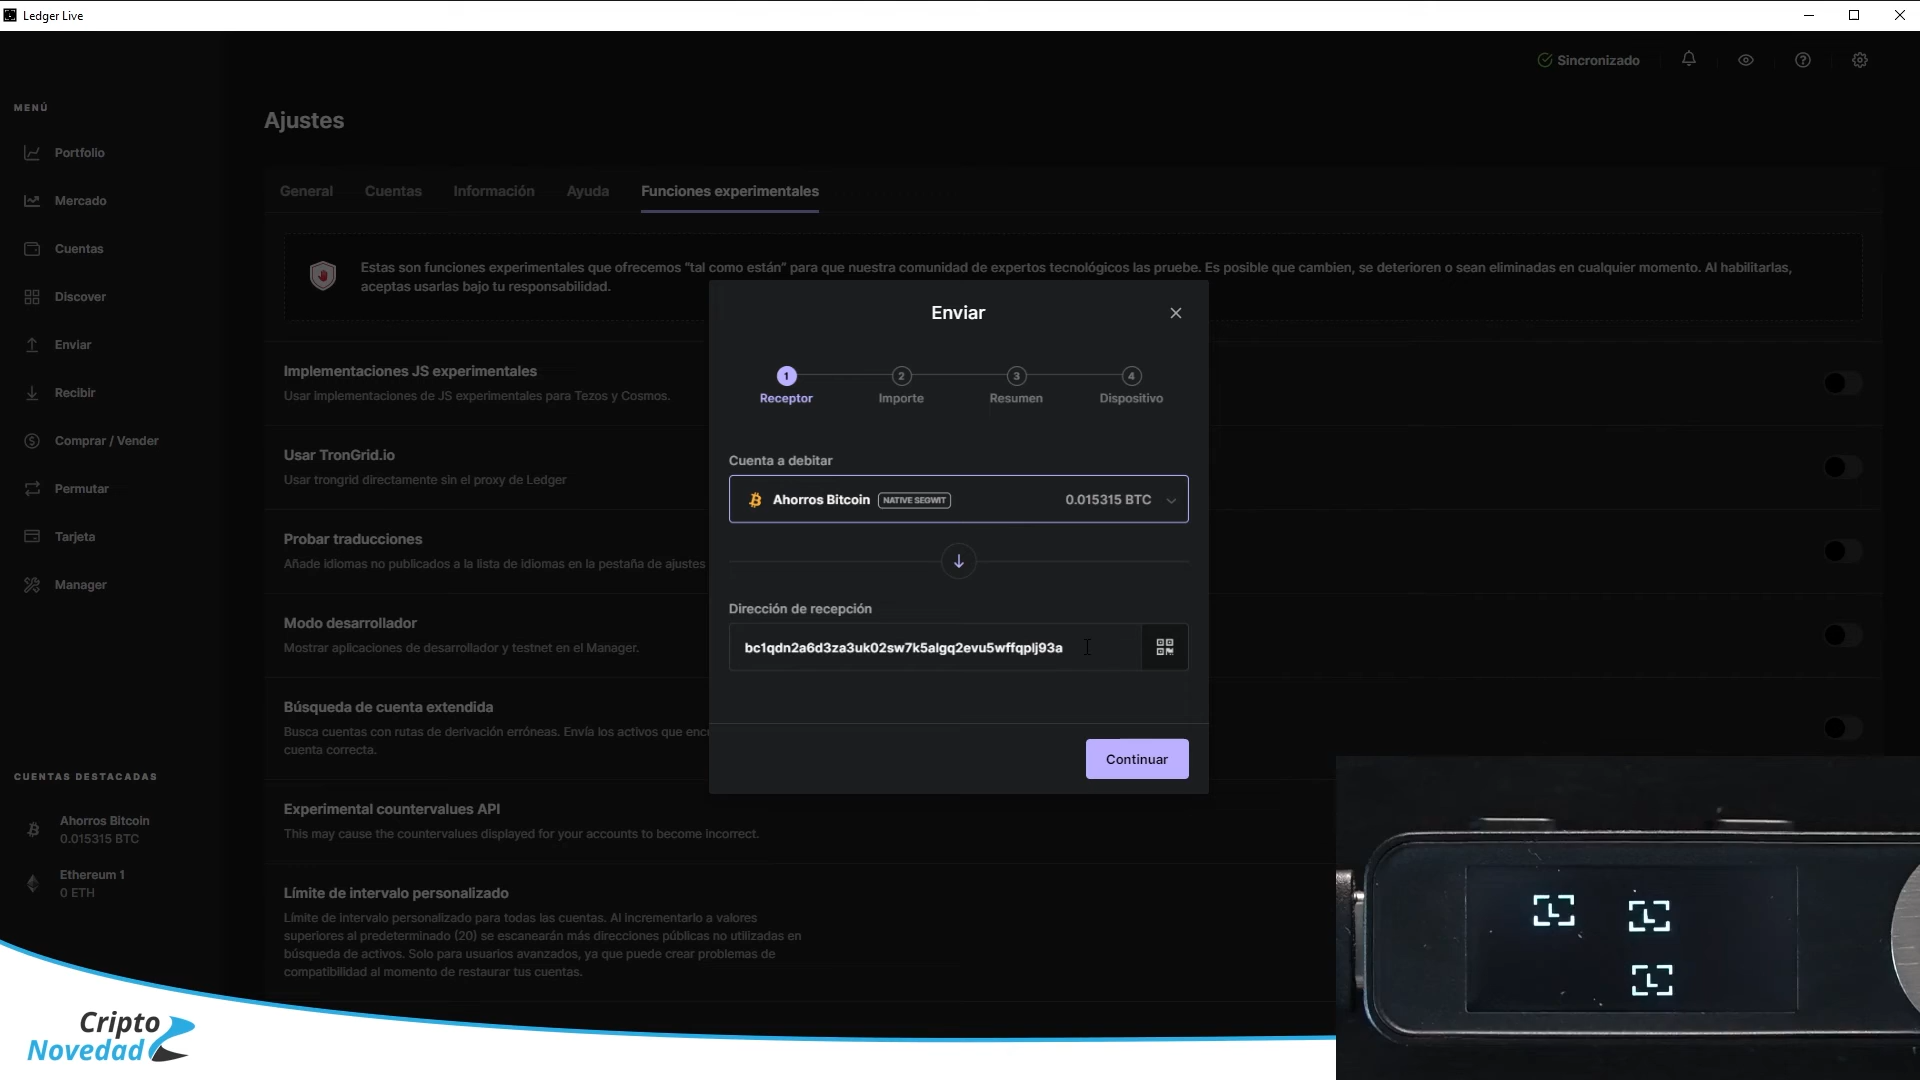 Ledger Live
Sincronizado
MENÚ
Portfolio
Mercado
Cuentas
Discover
Enviar
Recibir
Comprar / Vender
Permutar
Tarjeta
Manager
CUENTAS DESTACADAS
Ahorros Bitcoin
0.015315 BTC
Ethereum 1
0 ETH
Ajustes
General
Cuentas
Información
Ayuda
Funciones experimentales
Estas son funciones experimentales que ofrecemos "tal como están" para que nuestra comunidad de expertos tecnológicos las pruebe. Es posible que cambien, se deterioren o sean eliminadas en cualquier momento. Al habilitarlas,
aceptas usarlas bajo tu responsabilidad.
Implementaciones JS experimentales
Usar implementaciones de JS experimentales para Tezos y Cosmos.
Usar TronGrid.io
Usar trongrid directamente sin el proxy de Ledger
Probar traducciones
Añade idiomas no publicados a la lista de idiomas en la pestaña de ajustes
Modo desarrollador
Mostrar aplicaciones de desarrollador y testnet en el Manager.
Búsqueda de cuenta extendida
Busca cuentas con rutas de derivación erróneas. Envía los activos que
cuenta correcta.
Experimental countervalues API
This may cause the countervalues displayed for your accounts to become incorrect.
Límite de intervalo personalizado
Límite de intervalo personalizado para todas las cuentas. Al incrementarlo a valores
superiores al predeterminado (20) se escanearán más direcciones públicas no utilizadas en
búsqueda de activos. Solo para usuarios avanzados, ya que puede crear problemas de
compatibilidad al momento de restaurar tus cuentas.
Enviar
1
2
3
4
Receptor
Importe
Resumen
Dispositivo
Cuenta a debitar
Ahorros Bitcoin NATIVE SEGWIT 0.015315 BTC
Dirección de recepción
bc1qdn2a6d3za3uk02sw7k5algq2evu5wffqplj93a
Continuar
Cripto
Novedad